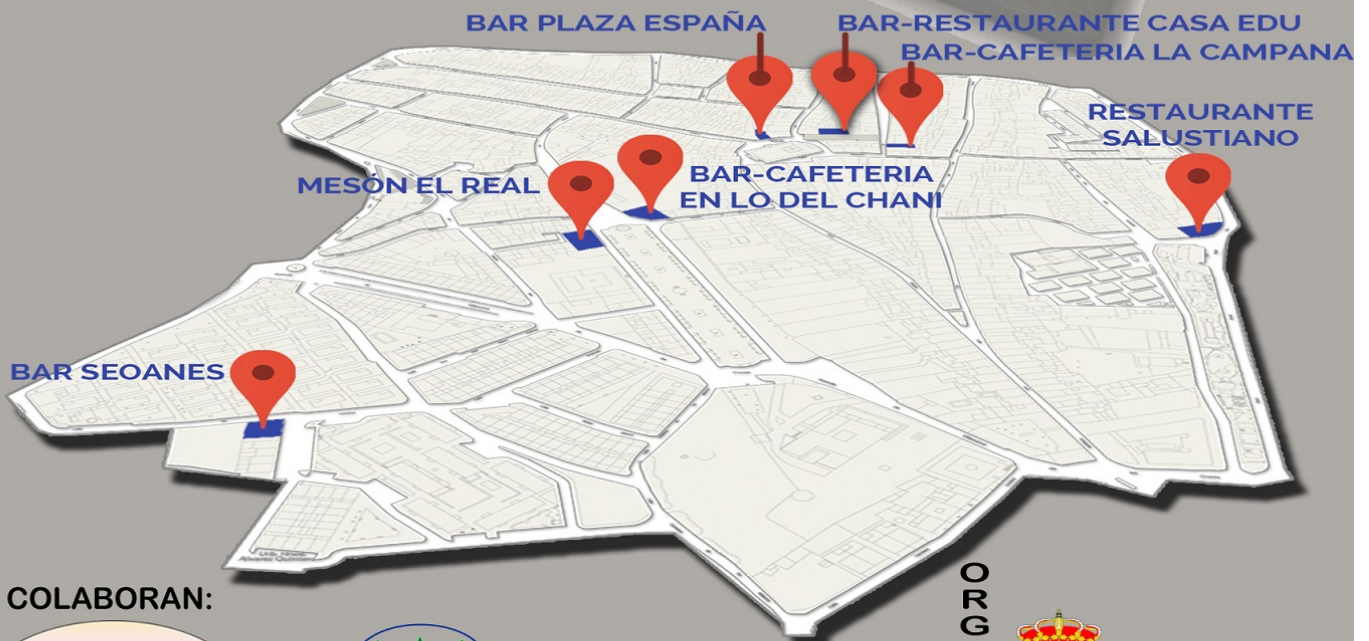 BAR PLAZA ESPAÑA
BAR-RESTAURANTE CASA EDU
BAR-CAFETERIA LA CAMPANA
RESTAURANTE
SALUSTIANO
MESÓN EL REAL
BAR-CAFETERIA
EN LO DEL CHANI
BAR SEOANES
COLABORAN:
O
R
G